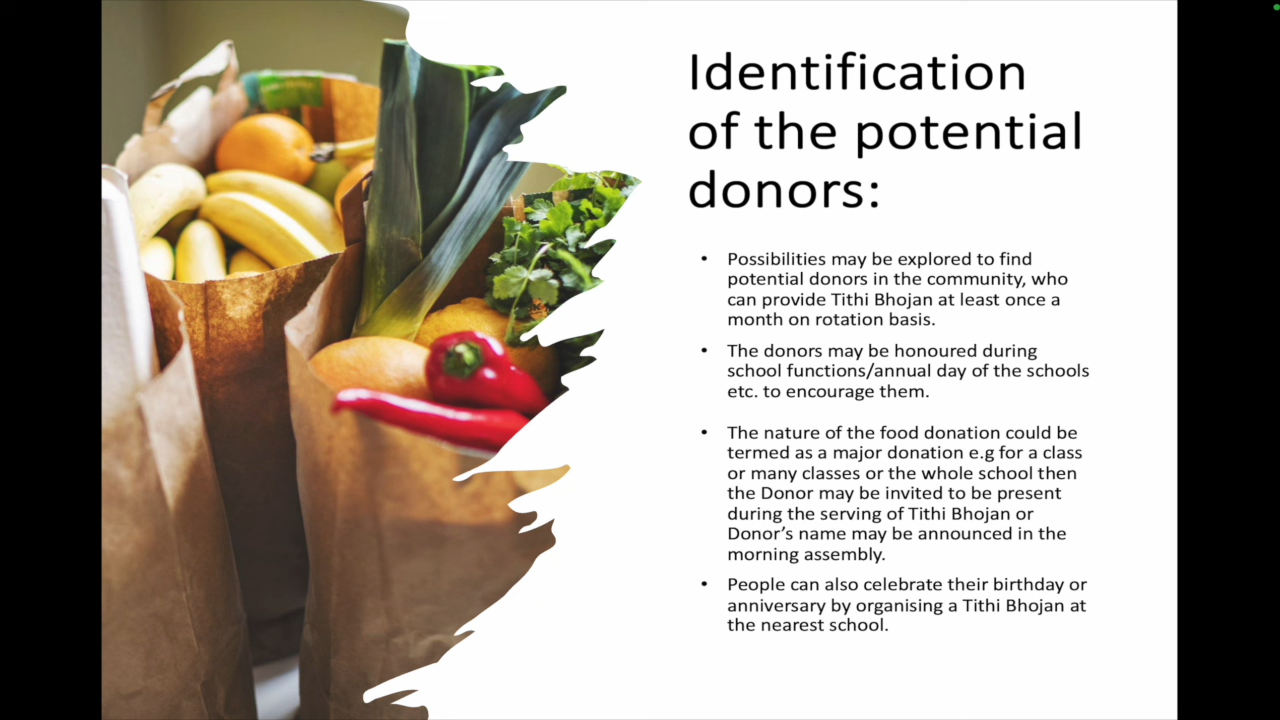 Identification
of the potential
donors:
• Possibilities may be explored to find
potential donors in the community, who
can provide Tithi Bhojan at least once a
month on rotation basis.
• The donors may be honoured during
school functions/annual day of the schools
etc. to encourage them.
• The nature of the food donation could be
termed as a major donation e.g for a class
or many classes or the whole school then
the Donor may be invited to be present
during the serving of Tithi Bhojan or
Donor’s name may be announced in the
morning assembly.
• People can also celebrate their birthday or
anniversary by organising a Tithi Bhojan at
the nearest school.